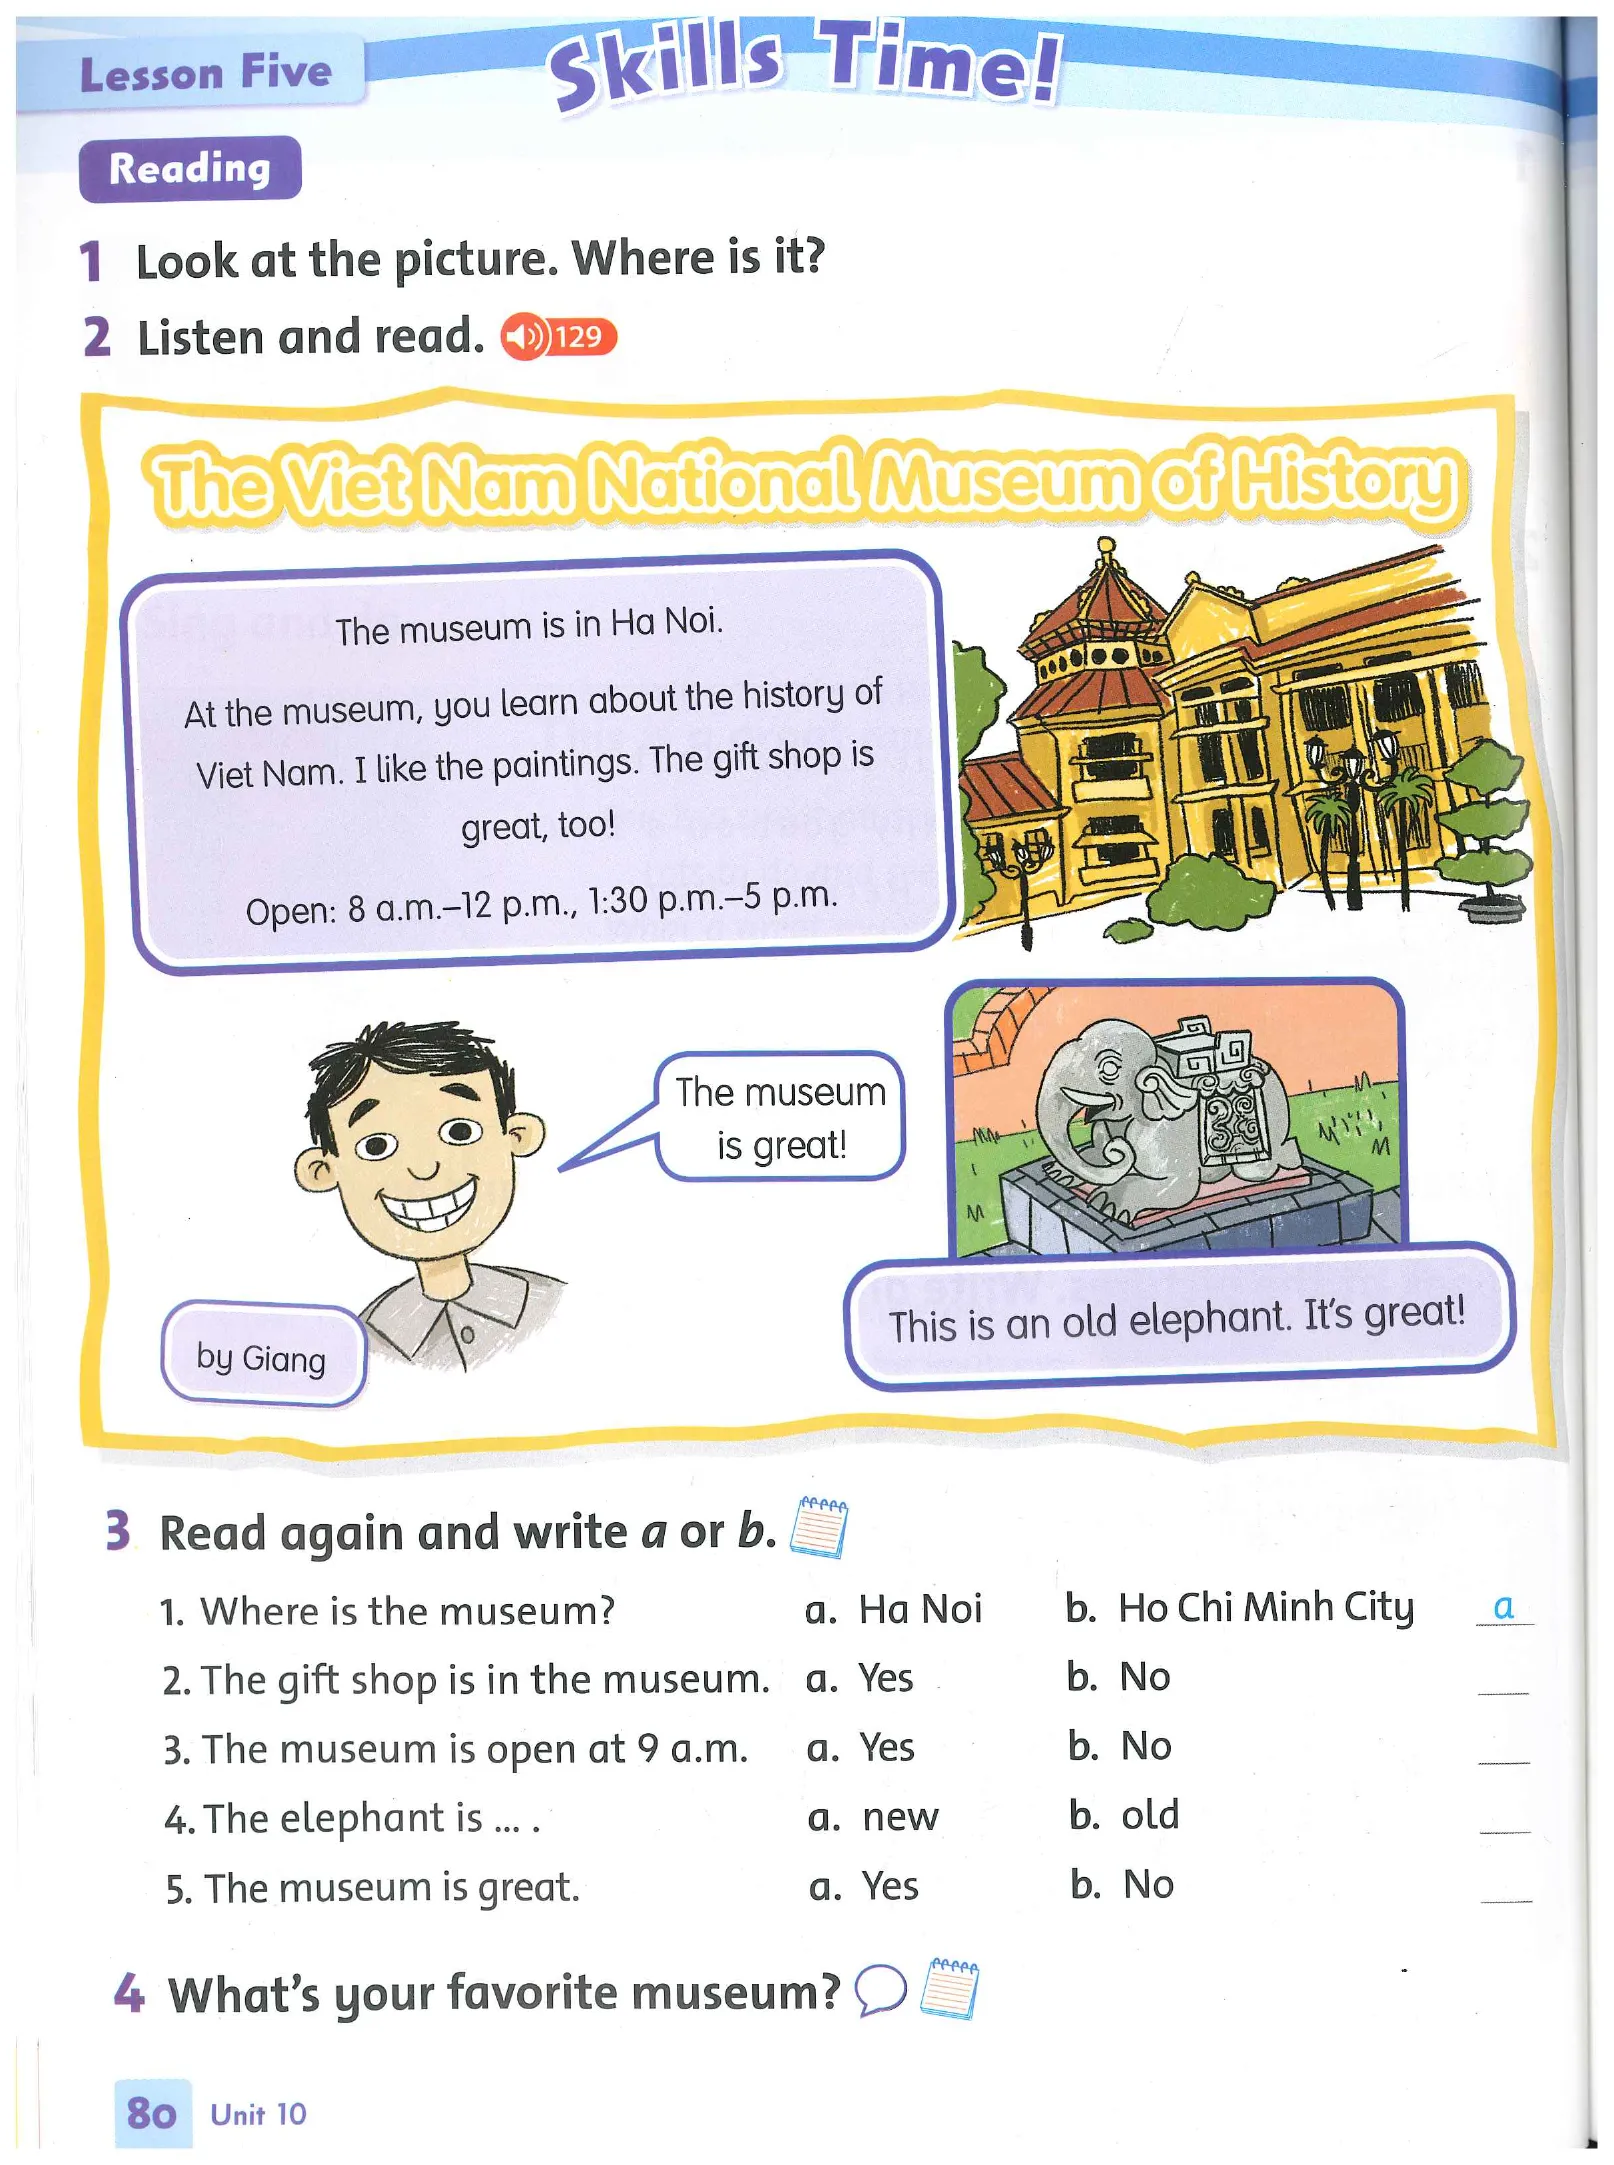 Lesson Five
Skills Time!
Reading
1 Look at the picture. Where is it?
2 Listen and read. 129
The Viet Nam National Museum of History
The museum is in Ha Noi.
At the museum, you learn about the history of
Viet Nam. I like the paintings. The gift shop is
great, too!
Open: 8 a.m.–12 p.m., 1:30 p.m.–5 p.m.
The museum
is great!
by Giang
This is an old elephant. It's great!
3 Read again and write a or b.
1. Where is the museum? a. Ha Noi b. Ho Chi Minh City a
2. The gift shop is in the museum. a. Yes b. No
3. The museum is open at 9 a.m. a. Yes b. No
4. The elephant is ... . a. new b. old
5. The museum is great. a. Yes b. No
4 What's your favorite museum?
80 Unit 10